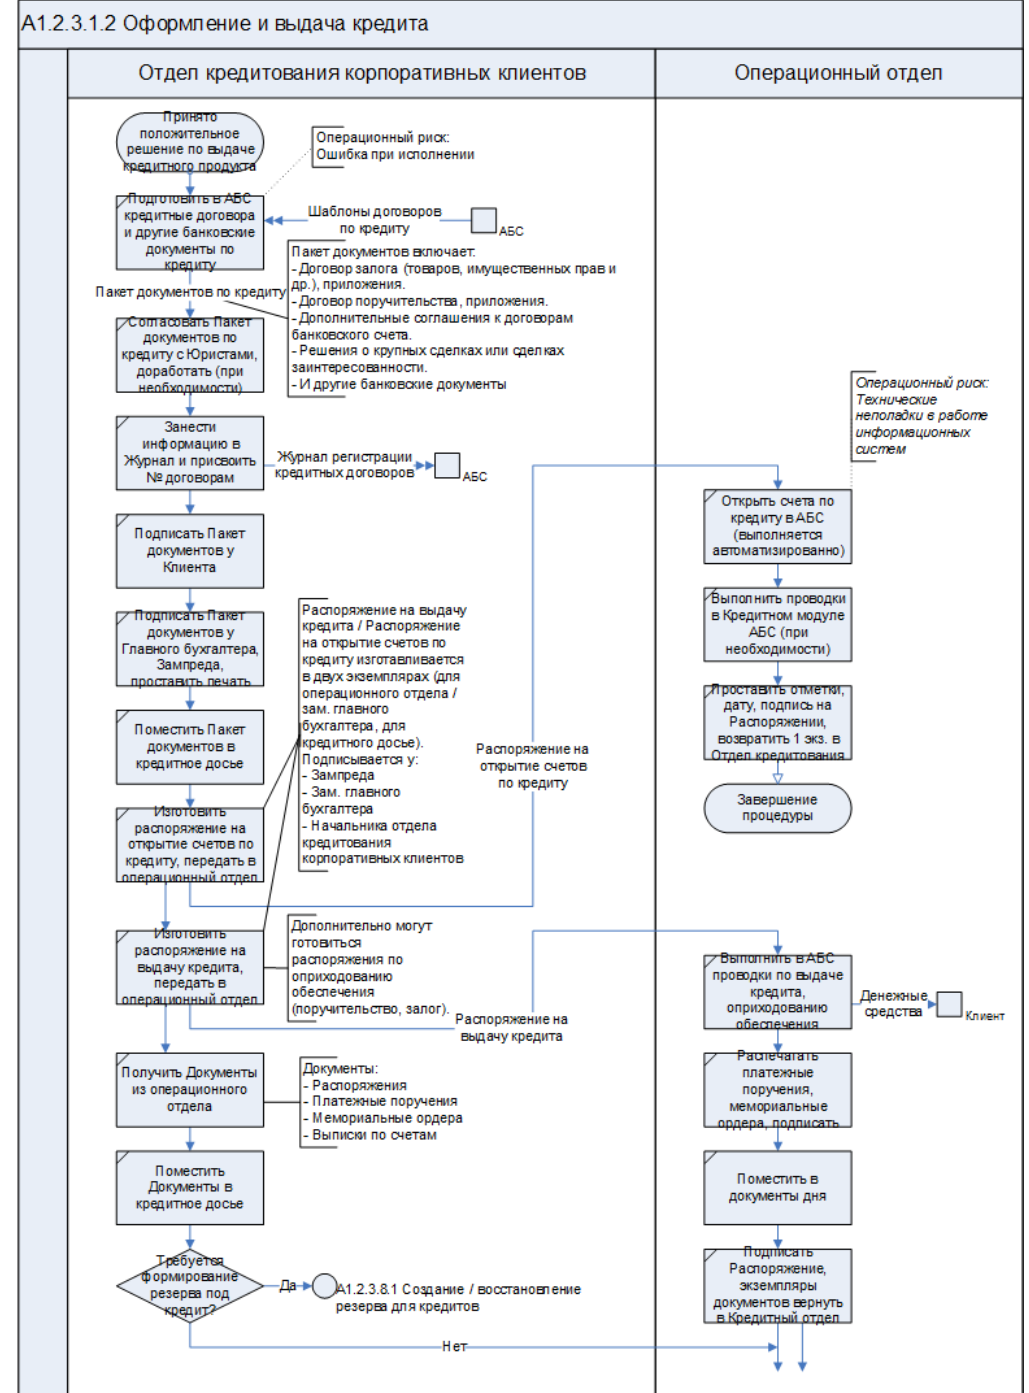 А1.2.3.1.2 Оформление и выдача кредита
Отдел кредитования корпоративных клиентов
Операционный отдел
Принято
положительное
решение по выдаче
кредитного продукта
Операционный риск:
Ошибка при исполнении
Подготовить в АБС
кредитные договора
и другие банковские
документы по
кредиту
Шаблоны договоров
по кредиту
АБС
Пакет документов по кредиту
Пакет документов включает:
- Договор залога (товаров, имущественных прав и
др.), приложения.
- Договор поручительства, приложения.
- Дополнительные соглашения к договорам
банковского счета.
- Решения о крупных сделках или сделках
заинтересованности.
- И другие банковские документы
Согласовать Пакет
документов по
кредиту с Юристами,
доработать (при
необходимости)
Занести
информацию в
Журнал и присвоить
№ договорам
Журнал регистрации
кредитных договоров
АБС
Подписать Пакет
документов у
Клиента
Подписать Пакет
документов у
Главного бухгалтера,
Зампреда,
проставить печать
Поместить Пакет
документов в
кредитное досье
Изготовить
распоряжение на
открытие счетов по
кредиту, передать в
операционный отдел
Распоряжение на выдачу
кредита / Распоряжение
на открытие счетов по
кредиту изготавливается
в двух экземплярах (для
операционного отдела /
зам. главного
бухгалтера, для
кредитного досье).
Подписывается у:
- Зампреда
- Зам. главного
бухгалтера
- Начальника отдела
кредитования
корпоративных клиентов
Распоряжение на
открытие счетов
по кредиту
Операционный риск:
Технические
неполадки в работе
информационных
систем
Открыть счета по
кредиту в АБС
(выполняется
автоматизированно)
Выполнить проводки
в Кредитном модуле
АБС (при
необходимости)
Проставить отметки,
дату, подпись на
Распоряжении,
возвратить 1 экз. в
Отдел кредитования
Завершение
процедуры
Изготовить
распоряжение на
выдачу кредита,
передать в
операционный отдел
Дополнительно могут
готовиться
распоряжения по
оприходованию
обеспечения
(поручительство, залог).
Распоряжение на
выдачу кредита
Выполнить в АБС
проводки по выдаче
кредита,
оприходованию
обеспечения
Денежные
средства
Клиент
Получить Документы
из операционного
отдела
Документы:
- Распоряжения
- Платежные поручения
- Мемориальные ордера
- Выписки по счетам
Распечатать
платежные
поручения,
мемориальные
ордера, подписать
Поместить
Документы в
кредитное досье
Поместить в
документы дня
Требуется
формирование
резерва под
кредит?
Да
А1.2.3.8.1 Создание / восстановление
резерва для кредитов
Подписать
Распоряжение,
экземпляры
документов вернуть
в Кредитный отдел
Нет